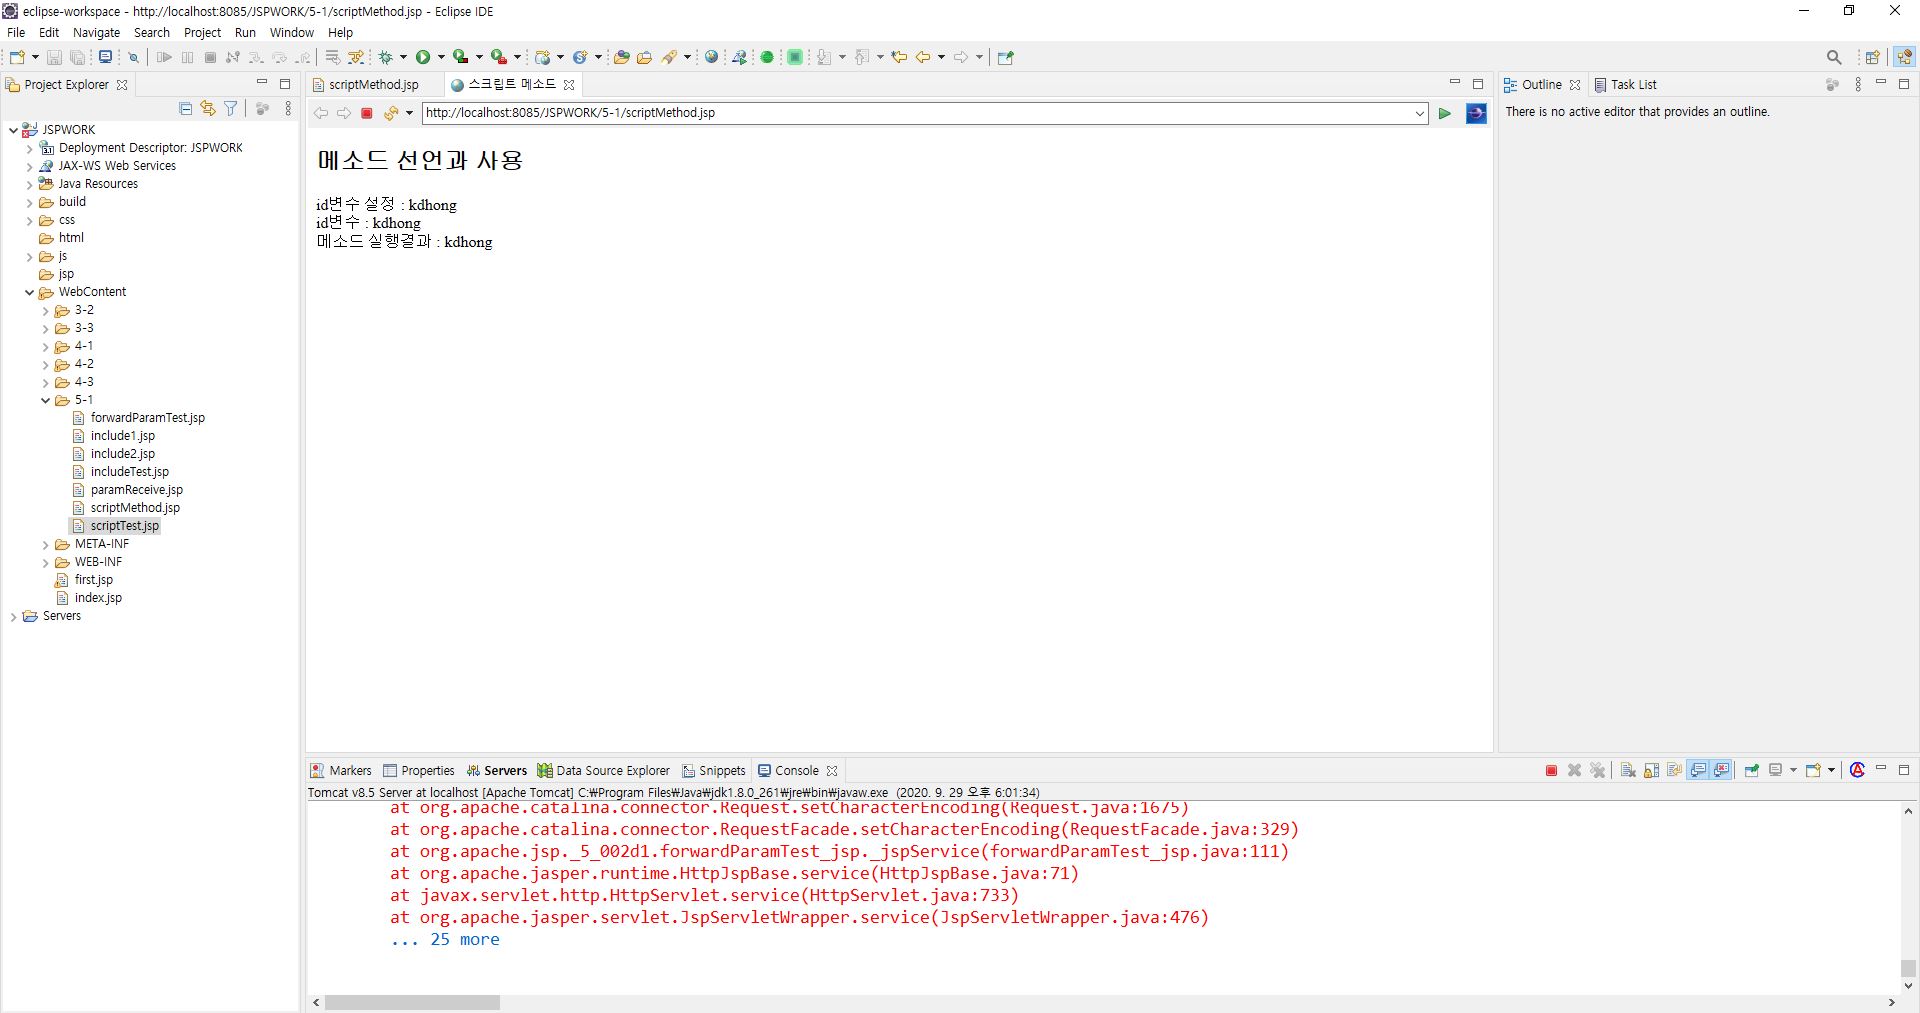 eclipse-workspace - http://localhost:8085/JSPWORK/5-1/scriptMethod.jsp - Eclipse IDE
File Edit Navigate Search Project Run Window Help
Project Explorer
JSPWORK
Deployment Descriptor: JSPWORK
JAX-WS Web Services
Java Resources
build
css
html
js
jsp
WebContent
3-2
3-3
4-1
4-2
4-3
5-1
forwardParamTest.jsp
include1.jsp
include2.jsp
includeTest.jsp
paramReceive.jsp
scriptMethod.jsp
scriptTest.jsp
META-INF
WEB-INF
first.jsp
index.jsp
Servers
scriptMethod.jsp 스크립트 메소드
http://localhost:8085/JSPWORK/5-1/scriptMethod.jsp
메소드 선언과 사용
id변수 설정 : kdhong
id변수 : kdhong
메소드 실행결과 : kdhong
Outline Task List
There is no active editor that provides an outline.
Markers Properties Servers Data Source Explorer Snippets Console
Tomcat v8.5 Server at localhost [Apache Tomcat] C:₩Program Files₩Java₩jdk1.8.0_261₩jre₩bin₩javaw.exe (2020. 9. 29 오후 6:01:34)
at org.apache.catalina.connector.Request.setCharacterEncoding(Request.java:1675)
at org.apache.catalina.connector.RequestFacade.setCharacterEncoding(RequestFacade.java:329)
at org.apache.jsp._5_002d1.forwardParamTest_jsp._jspService(forwardParamTest_jsp.java:111)
at org.apache.jasper.runtime.HttpJspBase.service(HttpJspBase.java:71)
at javax.servlet.http.HttpServlet.service(HttpServlet.java:733)
at org.apache.jasper.servlet.JspServletWrapper.service(JspServletWrapper.java:476)
... 25 more